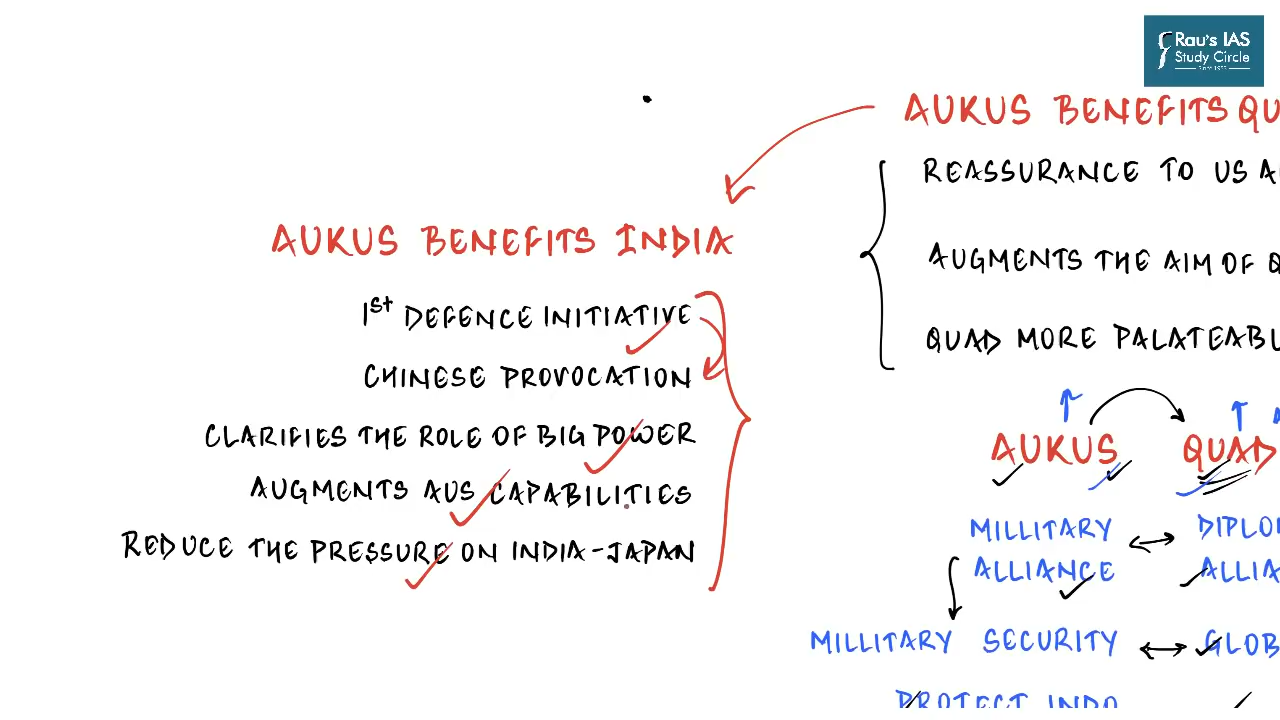 Rau's IAS
Study Circle
AUKUS BENEFITS QU
REASSURANCE TO US
AUGMENTS THE AIM OF
QUAD MORE PALATEABL
AUKUS BENEFITS INDIA
1st DEFENCE INITIATIVE
CHINESE PROVOCATION
CLARIFIES THE ROLE OF BIG POWER
AUGMENTS AUS CAPABILITIES
REDUCE THE PRESSURE ON INDIA-JAPAN
AUKUS QUAD
MILLITARY DIPLO
ALLIANCE ALLIA
MILLITARY SECURITY GLOB
PROTECT INDO